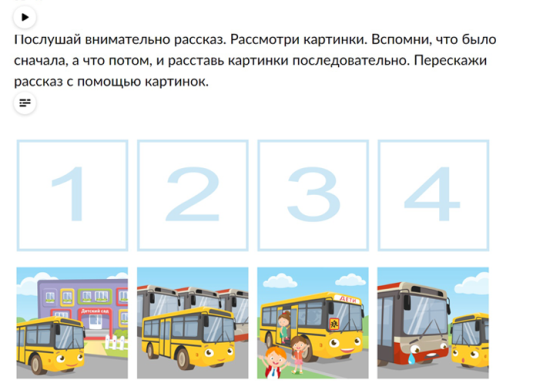 Послушай внимательно рассказ. Рассмотри картинки. Вспомни, что было
сначала, а что потом, и расставь картинки последовательно. Перескажи
рассказ с помощью картинок.
1 2 3 4
Детский сад
ДЕТИ